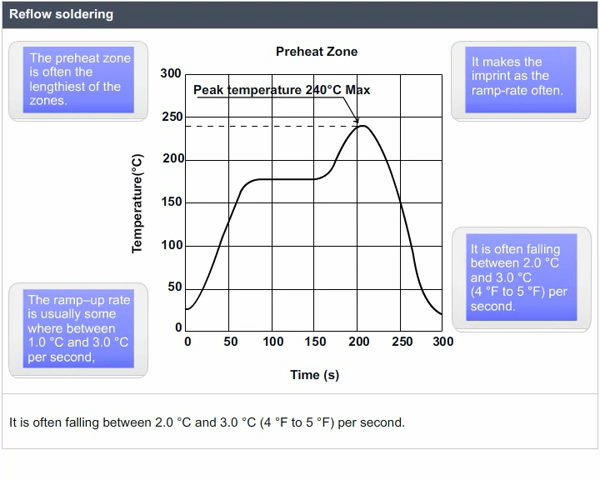 Reflow soldering
The preheat zone
is often the
lengthiest of the
zones.
It makes the
imprint as the
ramp-rate often.
Preheat Zone
Peak temperature 240°C Max
Temperature(°C)
300
250
200
150
100
50
0
0 50 100 150 200 250 300
Time (s)
The ramp–up rate
is usually some
where between
1.0 °C and 3.0 °C
per second,
It is often falling
between 2.0 °C
and 3.0 °C
(4 °F to 5 °F) per
second.
It is often falling between 2.0 °C and 3.0 °C (4 °F to 5 °F) per second.